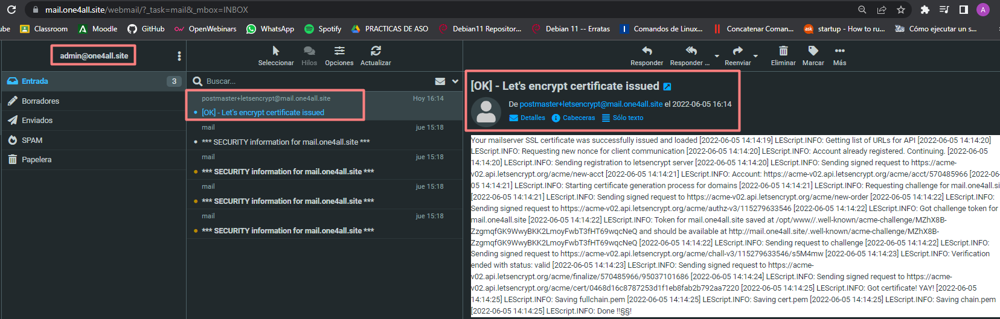 mail.one4all.site/webmail/?_task=mail&_mbox=INBOX
A
ube Classroom Moodle GitHub OpenWebinars WhatsApp Spotify PRACTICAS DE ASO Debian11 Repositor... Debian 11 -- Erratas Comandos de Linux,... Concatenar Coman... ask startup - How to ru... Cómo ejecutar un s...
admin@one4all.site
Entrada 3
Borradores
Enviados
SPAM
Papelera
Seleccionar Hilos Opciones Actualizar
Buscar...
postmaster+letsencrypt@mail.one4all.site Hoy 16:14
[OK] - Let's encrypt certificate issued
mail jue 15:18
*** SECURITY information for mail.one4all.site ***
mail jue 15:18
*** SECURITY information for mail.one4all.site ***
mail jue 15:18
*** SECURITY information for mail.one4all.site ***
mail jue 15:18
*** SECURITY information for mail.one4all.site ***
Responder Responder ... Reenviar Eliminar Marcar Más
[OK] - Let's encrypt certificate issued
De postmaster+letsencrypt@mail.one4all.site el 2022-06-05 16:14
Detalles Cabeceras Sólo texto
Your mailserver SSL certificate was successfully issued and loaded [2022-06-05 14:14:19] LEScript.INFO: Getting list of URLs for API [2022-06-05 14:14:20]
LEScript.INFO: Requesting new nonce for client communication [2022-06-05 14:14:20] LEScript.INFO: Account already registered. Continuing. [2022-06-05
14:14:20] LEScript.INFO: Sending registration to letsencrypt server [2022-06-05 14:14:20] LEScript.INFO: Sending signed request to https://acme-
v02.api.letsencrypt.org/acme/new-acct [2022-06-05 14:14:21] LEScript.INFO: Account: https://acme-v02.api.letsencrypt.org/acme/acct/570485966 [2022-06-
05 14:14:21] LEScript.INFO: Starting certificate generation process for domains [2022-06-05 14:14:21] LEScript.INFO: Requesting challenge for mail.one4all.si
[2022-06-05 14:14:21] LEScript.INFO: Sending signed request to https://acme-v02.api.letsencrypt.org/acme/new-order [2022-06-05 14:14:22] LEScript.INFO:
Sending signed request to https://acme-v02.api.letsencrypt.org/acme/authz-v3/115279633546 [2022-06-05 14:14:22] LEScript.INFO: Got challenge token for
mail.one4all.site [2022-06-05 14:14:22] LEScript.INFO: Token for mail.one4all.site saved at /opt/www//.well-known/acme-challenge/MZhX8B-
ZzgmqfGK9WwyBKK2LmoyFwbT3fHT69wqcNeQ and should be available at http://mail.one4all.site/.well-known/acme-challenge/MZhX8B-
ZzgmqfGK9WwyBKK2LmoyFwbT3fHT69wqcNeQ [2022-06-05 14:14:22] LEScript.INFO: Sending request to challenge [2022-06-05 14:14:22] LEScript.INFO:
Sending signed request to https://acme-v02.api.letsencrypt.org/acme/chall-v3/115279633546/s5M4mw [2022-06-05 14:14:23] LEScript.INFO: Verification
ended with status: valid [2022-06-05 14:14:23] LEScript.INFO: Sending signed request to https://acme-
v02.api.letsencrypt.org/acme/finalize/570485966/95037101686 [2022-06-05 14:14:24] LEScript.INFO: Sending signed request to https://acme-
v02.api.letsencrypt.org/acme/cert/0468d16c8787253d1f1eb8fab2b792aa7220 [2022-06-05 14:14:25] LEScript.INFO: Got certificate! YAY! [2022-06-05
14:14:25] LEScript.INFO: Saving fullchain.pem [2022-06-05 14:14:25] LEScript.INFO: Saving cert.pem [2022-06-05 14:14:25] LEScript.INFO: Saving chain.pem
[2022-06-05 14:14:25] LEScript.INFO: Done !!§§!